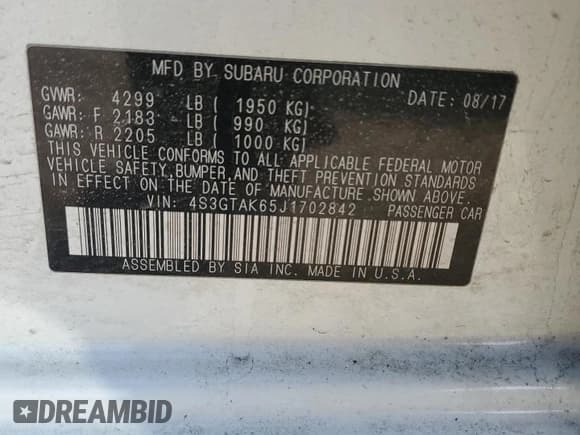 MFD BY SUBARU CORPORATION
GVWR: 4299 LB ( 1950 KG) DATE: 08/17
GAWR: F 2183 LB ( 990 KG)
GAWR: R 2205 LB ( 1000 KG)
THIS VEHICLE CONFORMS TO ALL APPLICABLE FEDERAL MOTOR
VEHICLE SAFETY, BUMPER, AND THEFT PREVENTION STANDARDS
IN EFFECT ON THE DATE OF MANUFACTURE SHOWN ABOVE.
VIN: 4S3GTAK65J1702842 PASSENGER CAR
ASSEMBLED BY SIA INC. MADE IN U.S.A.
DREAMBID